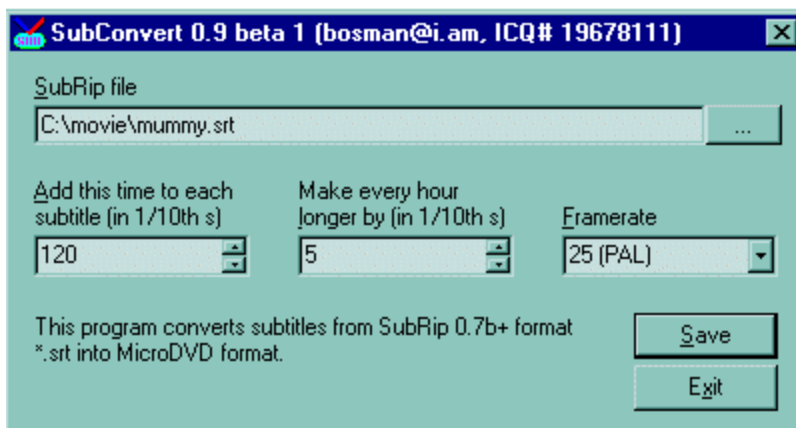 SubConvert 0.9 beta 1 (bosman@i.am, ICQ# 19678111)
SubRip file
C:\movie\mummy.srt
...
Add this time to each
subtitle (in 1/10th s)
Make every hour
longer by (in 1/10th s)
Framerate
120
5
25 (PAL)
This program converts subtitles from SubRip 0.7b+ format
*.srt into MicroDVD format.
Save
Exit